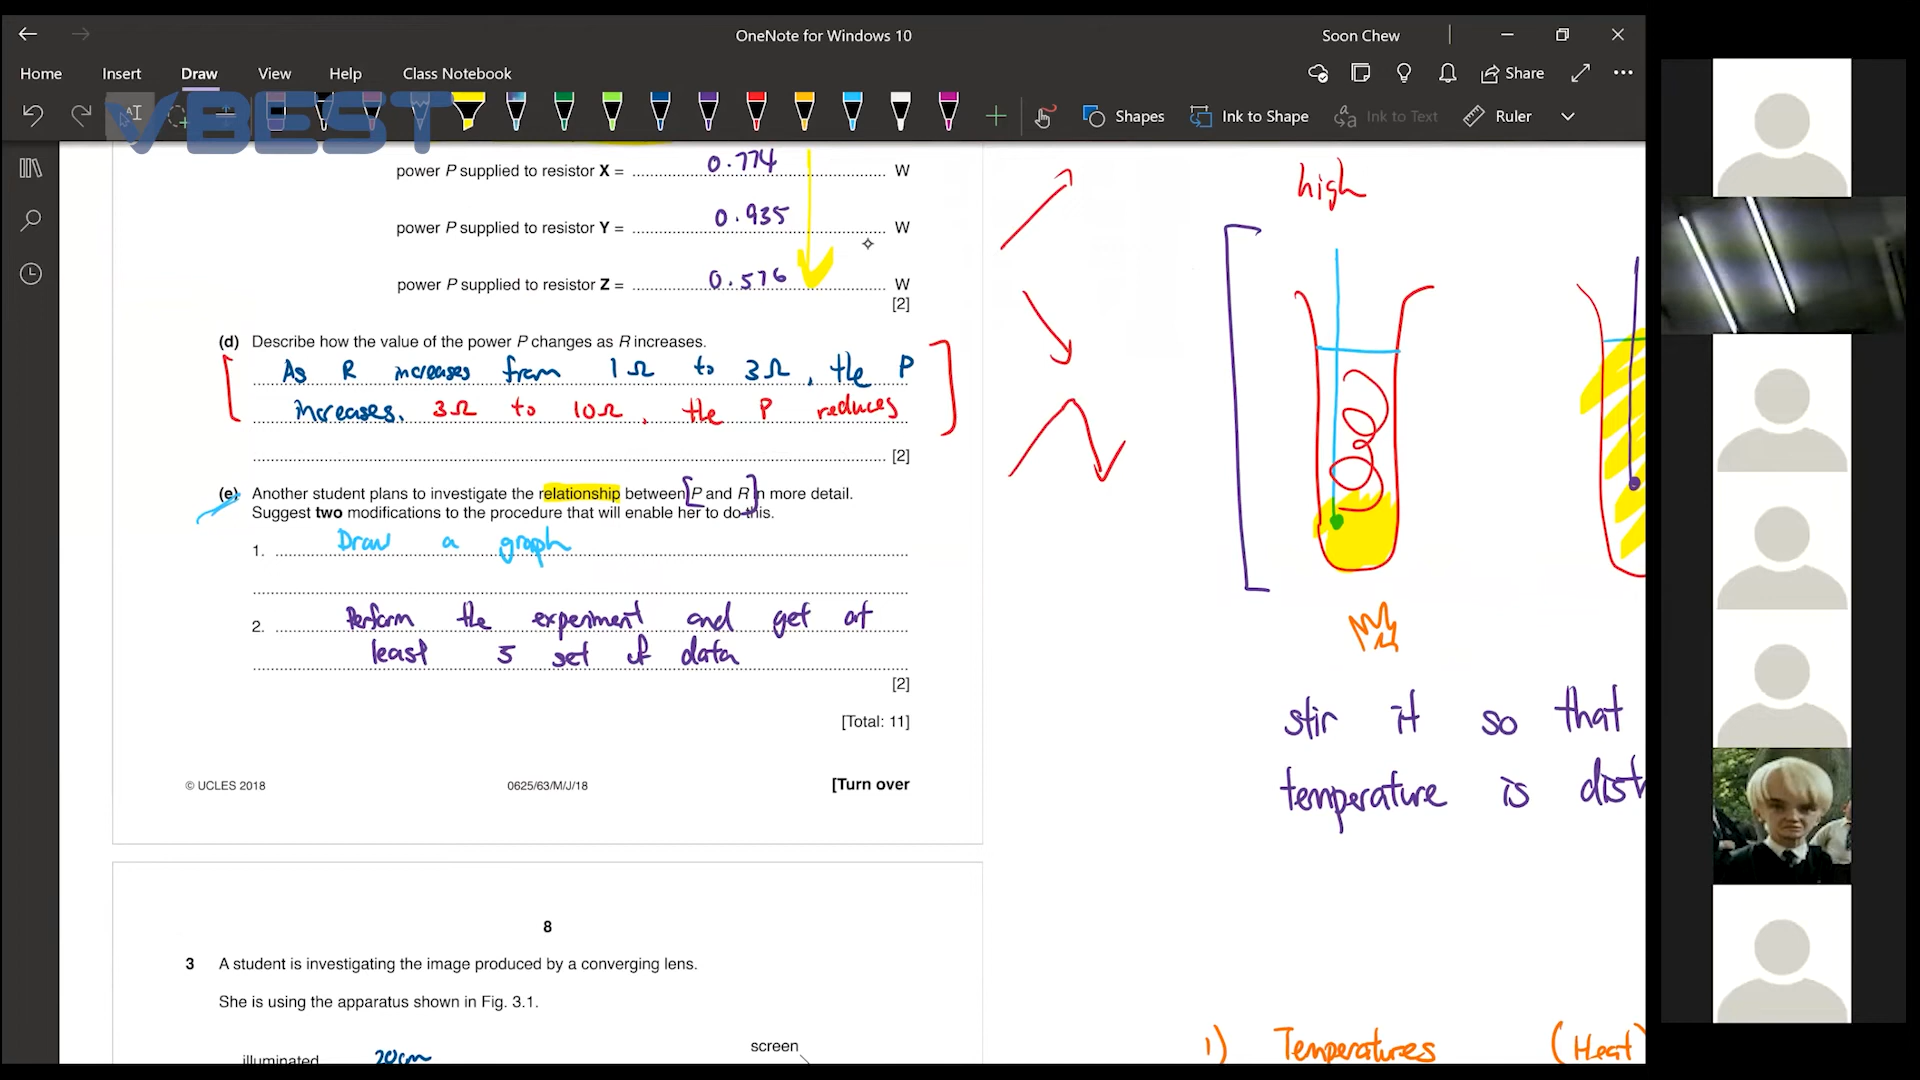 OneNote for Windows 10
Soon Chew
Home Insert Draw View Help Class Notebook
Share
VBEST
Shapes Ink to Shape Ink to Text Ruler
power P supplied to resistor X = 0.774 W
power P supplied to resistor Y = 0.935 W
power P supplied to resistor Z = 0.576 W
[2]
(d) Describe how the value of the power P changes as R increases.
As R increases from 1Ω to 3Ω, the P
increases. 3Ω to 10Ω, the P reduces
[2]
(e) Another student plans to investigate the relationship between P and R in more detail.
Suggest two modifications to the procedure that will enable her to do this.
1. Draw a graph
2. Perform the experiment and get at
least 5 set of data
[2]
[Total: 11]
© UCLES 2018 0625/63/M/J/18 [Turn over
8
3 A student is investigating the image produced by a converging lens.
She is using the apparatus shown in Fig. 3.1.
screen
illuminated 20cm
high
stir it so that
temperature is dist
1) Temperatures (Heat)